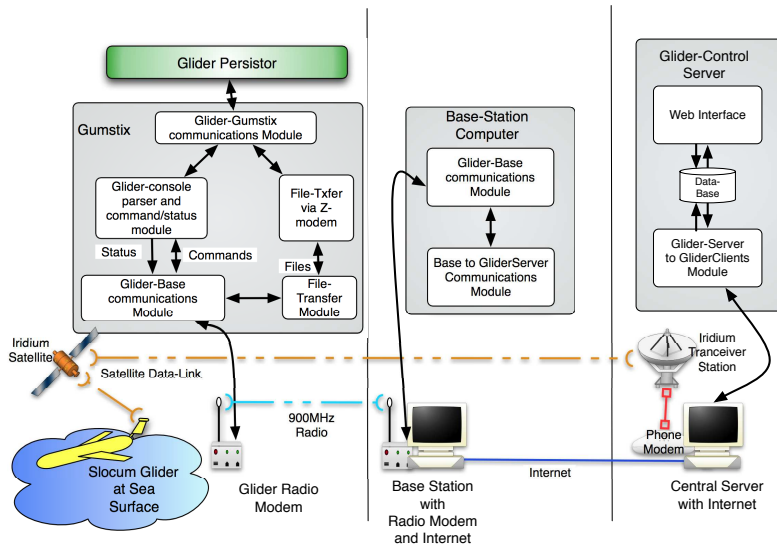 Glider Persistor
Gumstix
Glider-Gumstix
communications Module
Glider-console
parser and
command/status
module
File-Txfer
via Z-
modem
Status
Commands
Files
Glider-Base
communications
Module
File-
Transfer
Module
Base-Station
Computer
Glider-Base
communications
Module
Base to GliderServer
Communications
Module
Glider-Control
Server
Web Interface
Data-
Base
Glider-Server
to GliderClients
Module
Iridium
Satellite
Satellite Data-Link
900MHz
Radio
Iridium
Tranceiver
Station
Phone
Modem
Internet
Slocum Glider
at Sea
Surface
Glider Radio
Modem
Base Station
with
Radio Modem
and Internet
Central Server
with Internet